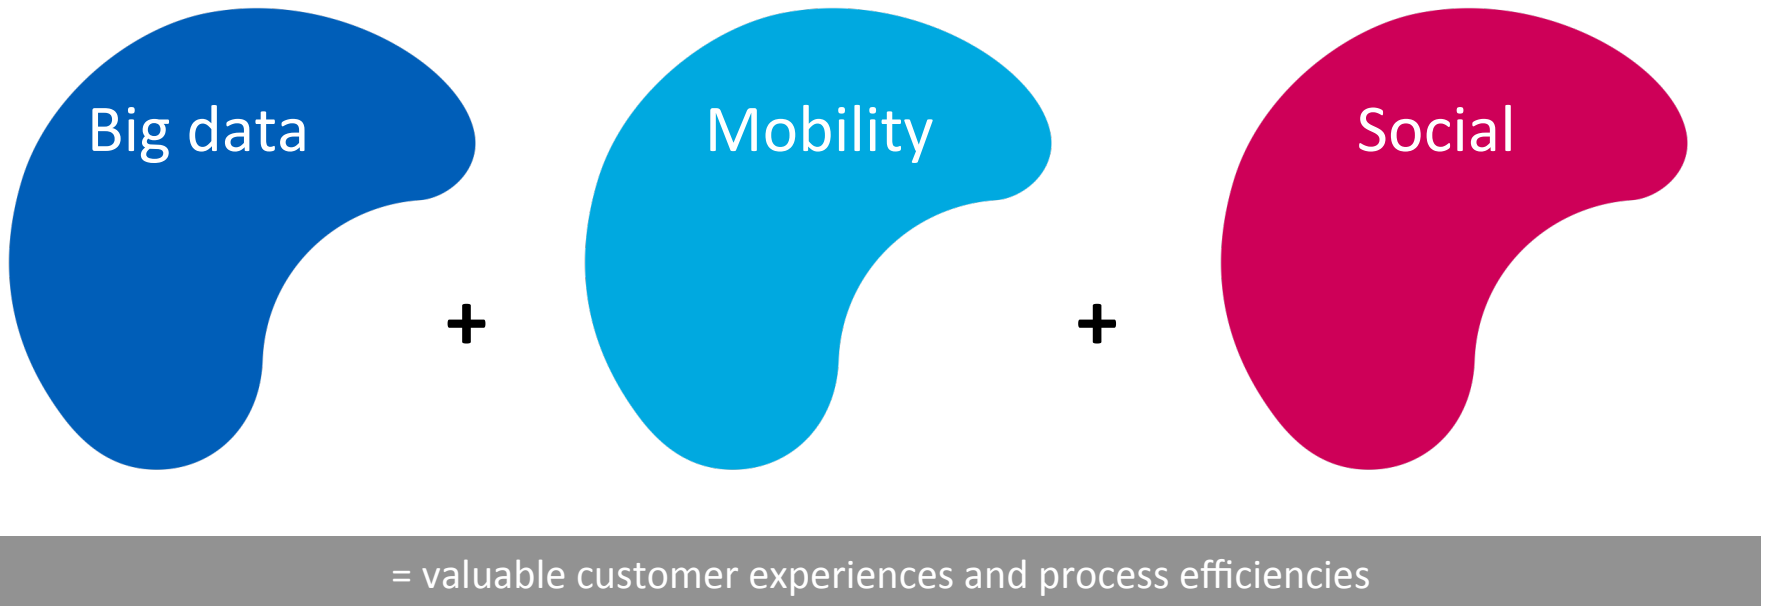 Big data
Mobility
Social
+
+
= valuable customer experiences and process efficiencies